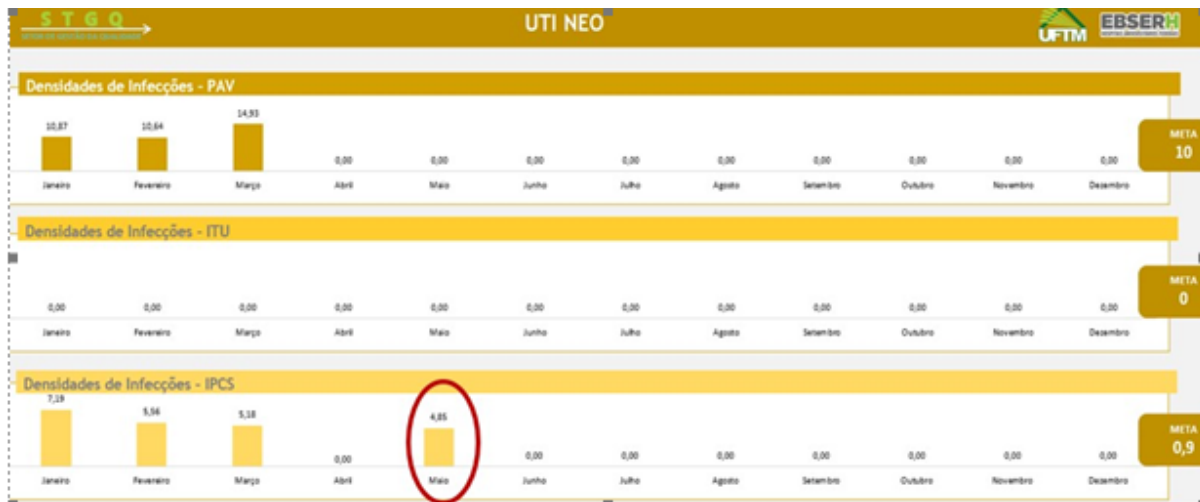 STGQ
UTI NEO
UFTM
EBSERH
Densidades de Infecções - PAV
10,87 10,64 14,93 0,00 0,00 0,00 0,00 0,00 0,00 0,00 0,00 0,00
Janeiro Fevereiro Março Abril Maio Junho Julho Agosto Setembro Outubro Novembro Dezembro
META
10
Densidades de Infecções - ITU
0,00 0,00 0,00 0,00 0,00 0,00 0,00 0,00 0,00 0,00 0,00 0,00
Janeiro Fevereiro Março Abril Maio Junho Julho Agosto Setembro Outubro Novembro Dezembro
META
0
Densidades de Infecções - IPCS
7,19 5,56 5,18 0,00 4,85 0,00 0,00 0,00 0,00 0,00 0,00 0,00
Janeiro Fevereiro Março Abril Maio Junho Julho Agosto Setembro Outubro Novembro Dezembro
META
0,9